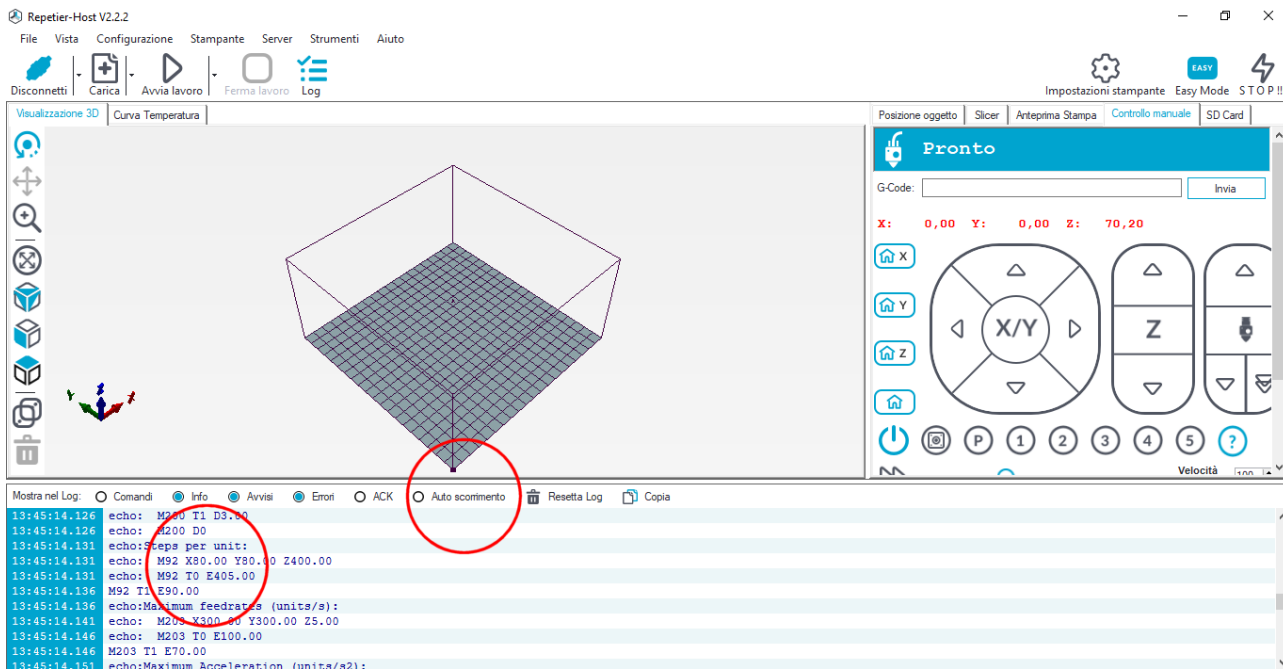 Repetier-Host V2.2.2
File Vista Configurazione Stampante Server Strumenti Aiuto
Disconnetti Carica Avvia lavoro Ferma lavoro Log
EASY
Impostazioni stampante Easy Mode STOP!!
Visualizzazione 3D Curva Temperatura
Posizione oggetto Slicer Anteprima Stampa Controllo manuale SD Card
Pronto
G-Code: Invia
X: 0,00 Y: 0,00 Z: 70,20
X
Y
X/Y Z
Z
P 1 2 3 4 5 ?
Velocità 100
Mostra nel Log: Comandi Info Avvisi Errori ACK Auto scorrimento Resetta Log Copia
13:45:14.126 echo: M200 T1 D3.00
13:45:14.126 echo: M200 D0
13:45:14.131 echo:Steps per unit:
13:45:14.131 echo: M92 X80.00 Y80.00 Z400.00
13:45:14.131 echo: M92 T0 E405.00
13:45:14.136 M92 T1 E90.00
13:45:14.136 echo:Maximum feedrates (units/s):
13:45:14.141 echo: M203 X300.00 Y300.00 Z5.00
13:45:14.146 echo: M203 T0 E100.00
13:45:14.146 M203 T1 E70.00
13:45:14.151 echo:Maximum Acceleration (units/s2):